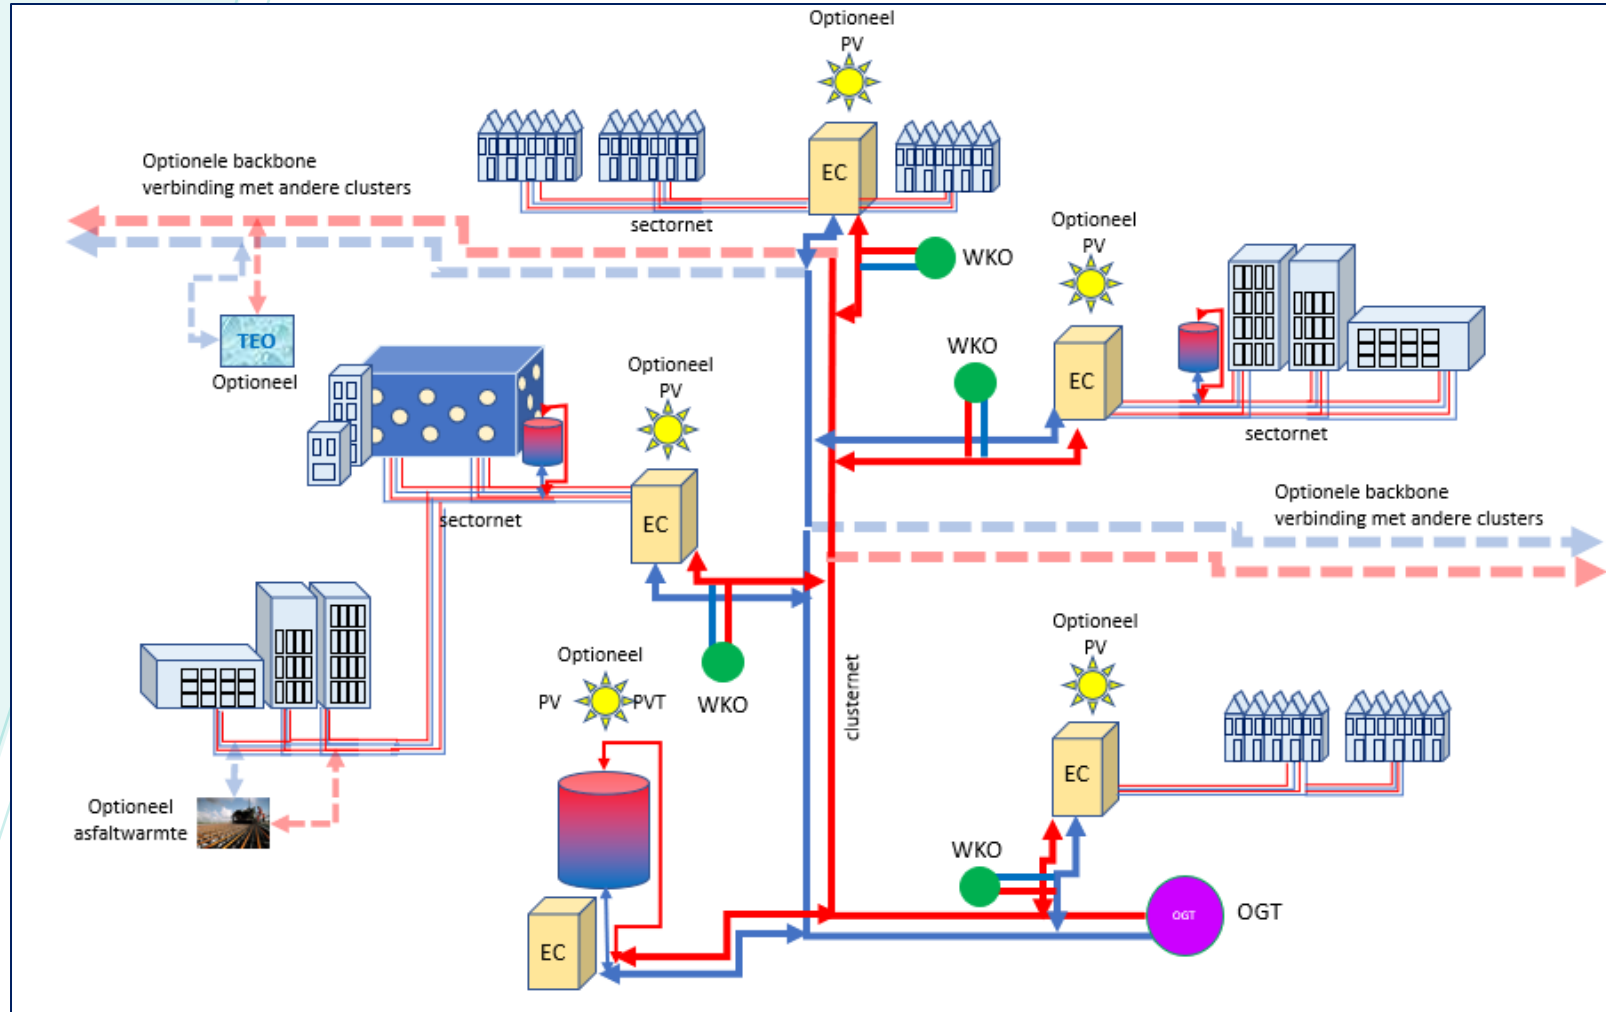 Optioneel
PV
EC
Optionele backbone
verbinding met andere clusters
sectornet
Optioneel
PV
WKO
TEO
Optioneel
WKO
EC
Optioneel
PV
sectornet
sectornet
EC
Optionele backbone
verbinding met andere clusters
Optioneel
PV
Optioneel
PV PVT
WKO
clusternet
EC
Optioneel
asfaltwarmte
WKO
OGT
OGT
EC